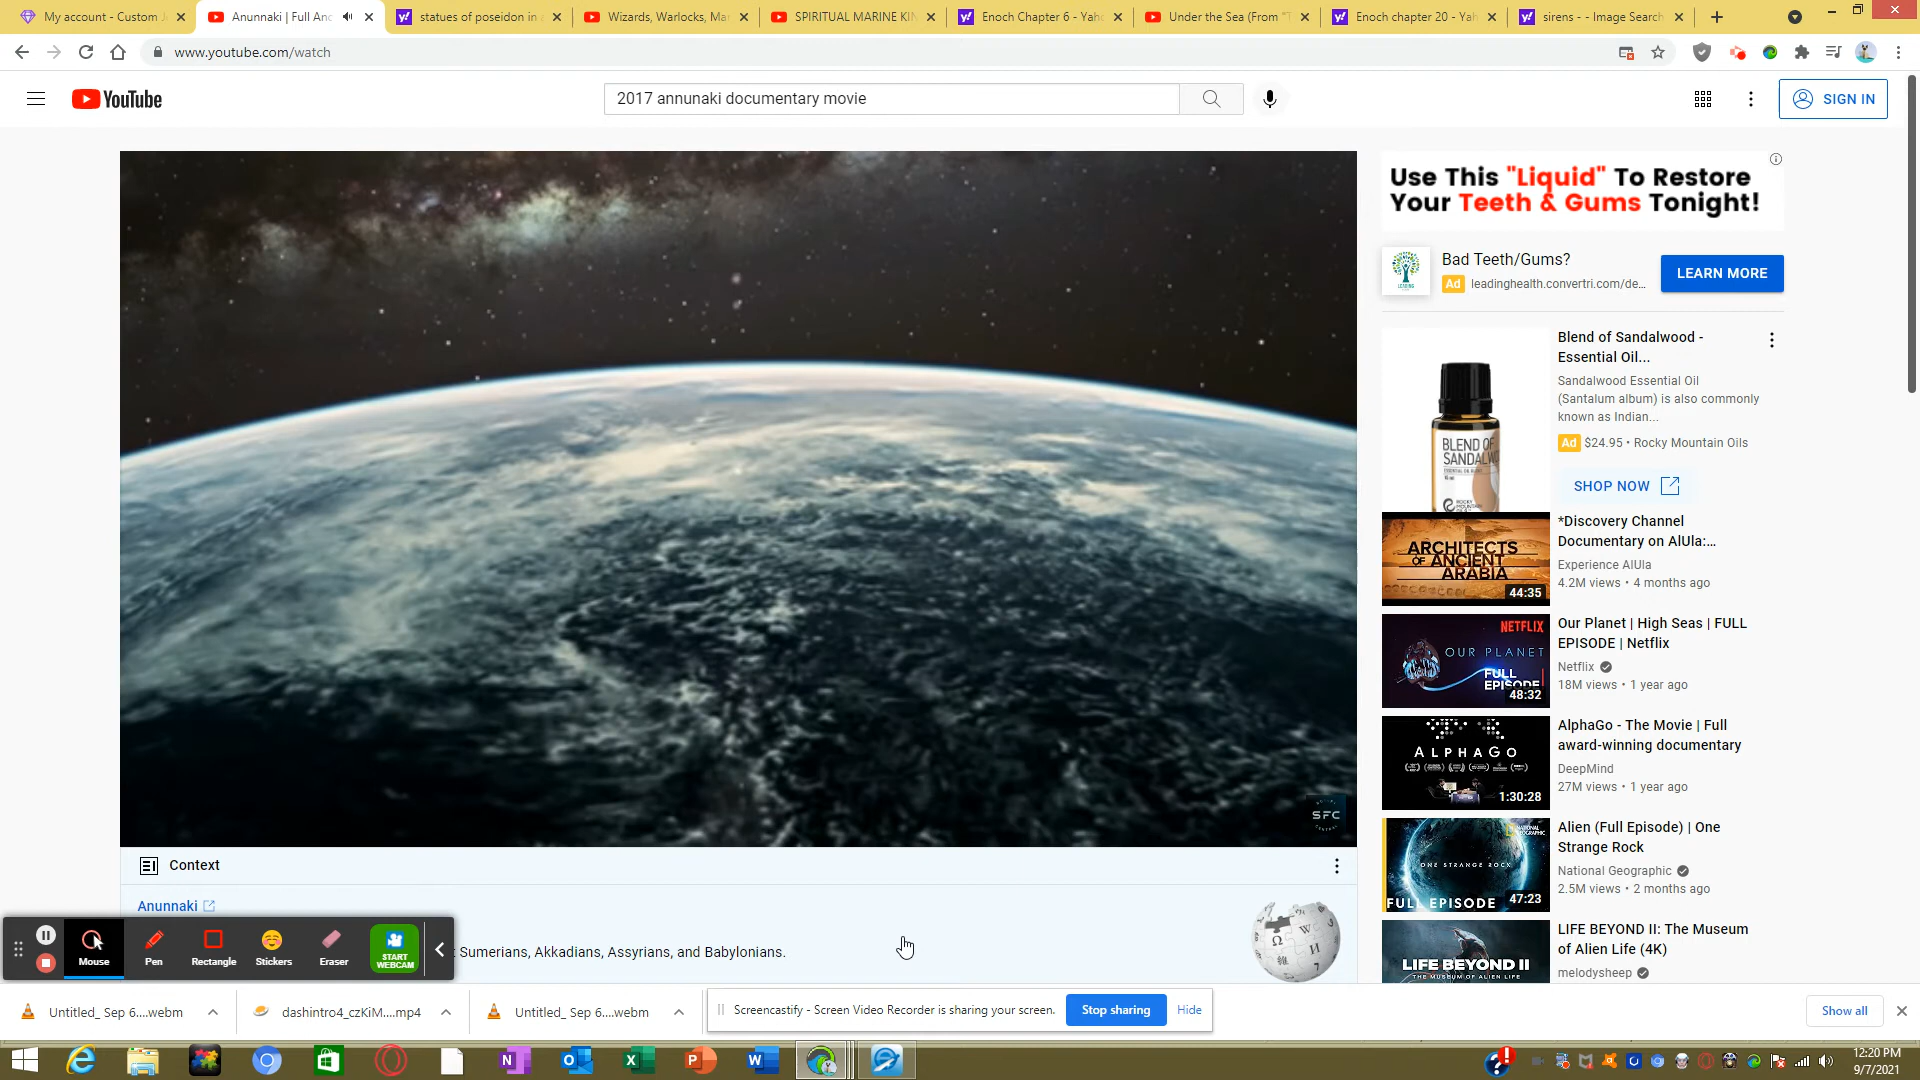 My account - Custom J
Anunnaki | Full Anc
statues of poseidon in a
Wizards, Warlocks, Ma
SPIRITUAL MARINE KIN
Enoch Chapter 6 - Yah
Under the Sea (From "T
Enoch chapter 20 - Yah
sirens - - Image Search
www.youtube.com/watch
YouTube
2017 annunaki documentary movie
SIGN IN
Use This "Liquid" To Restore
Your Teeth & Gums Tonight!
Bad Teeth/Gums?
Ad leadinghealth.convertri.com/de...
LEARN MORE
Blend of Sandalwood -
Essential Oil...
Sandalwood Essential Oil
(Santalum album) is also commonly
known as Indian...
Ad $24.95 • Rocky Mountain Oils
SHOP NOW
BLEND OF
SANDALW
ROCKY
*Discovery Channel
Documentary on AlUla:...
Experience AlUla
4.2M views • 4 months ago
ARCHITECTS
OF ANCIENT
ARABIA
44:35
Our Planet | High Seas | FULL
EPISODE | Netflix
Netflix
18M views • 1 year ago
NETFLIX
OUR PLANET
FULL
EPISODE
48:32
AlphaGo - The Movie | Full
award-winning documentary
DeepMind
27M views • 1 year ago
ALPHAGO
1:30:28
Alien (Full Episode) | One
Strange Rock
National Geographic
2.5M views • 2 months ago
ONE STRANGE ROCK
FULL EPISODE
47:23
LIFE BEYOND II: The Museum
of Alien Life (4K)
melodysheep
LIFE BEYOND II
THE MUSEUM OF ALIEN LIFE
SFC
Context
Anunnaki
Sumerians, Akkadians, Assyrians, and Babylonians.
Mouse
Pen
Rectangle
Stickers
Eraser
START
WEBCAM
Untitled_ Sep 6....webm
dashintro4_czKiM....mp4
Untitled_ Sep 6....webm
Screencastify - Screen Video Recorder is sharing your screen.
Stop sharing
Hide
Show all
12:20 PM
9/7/2021